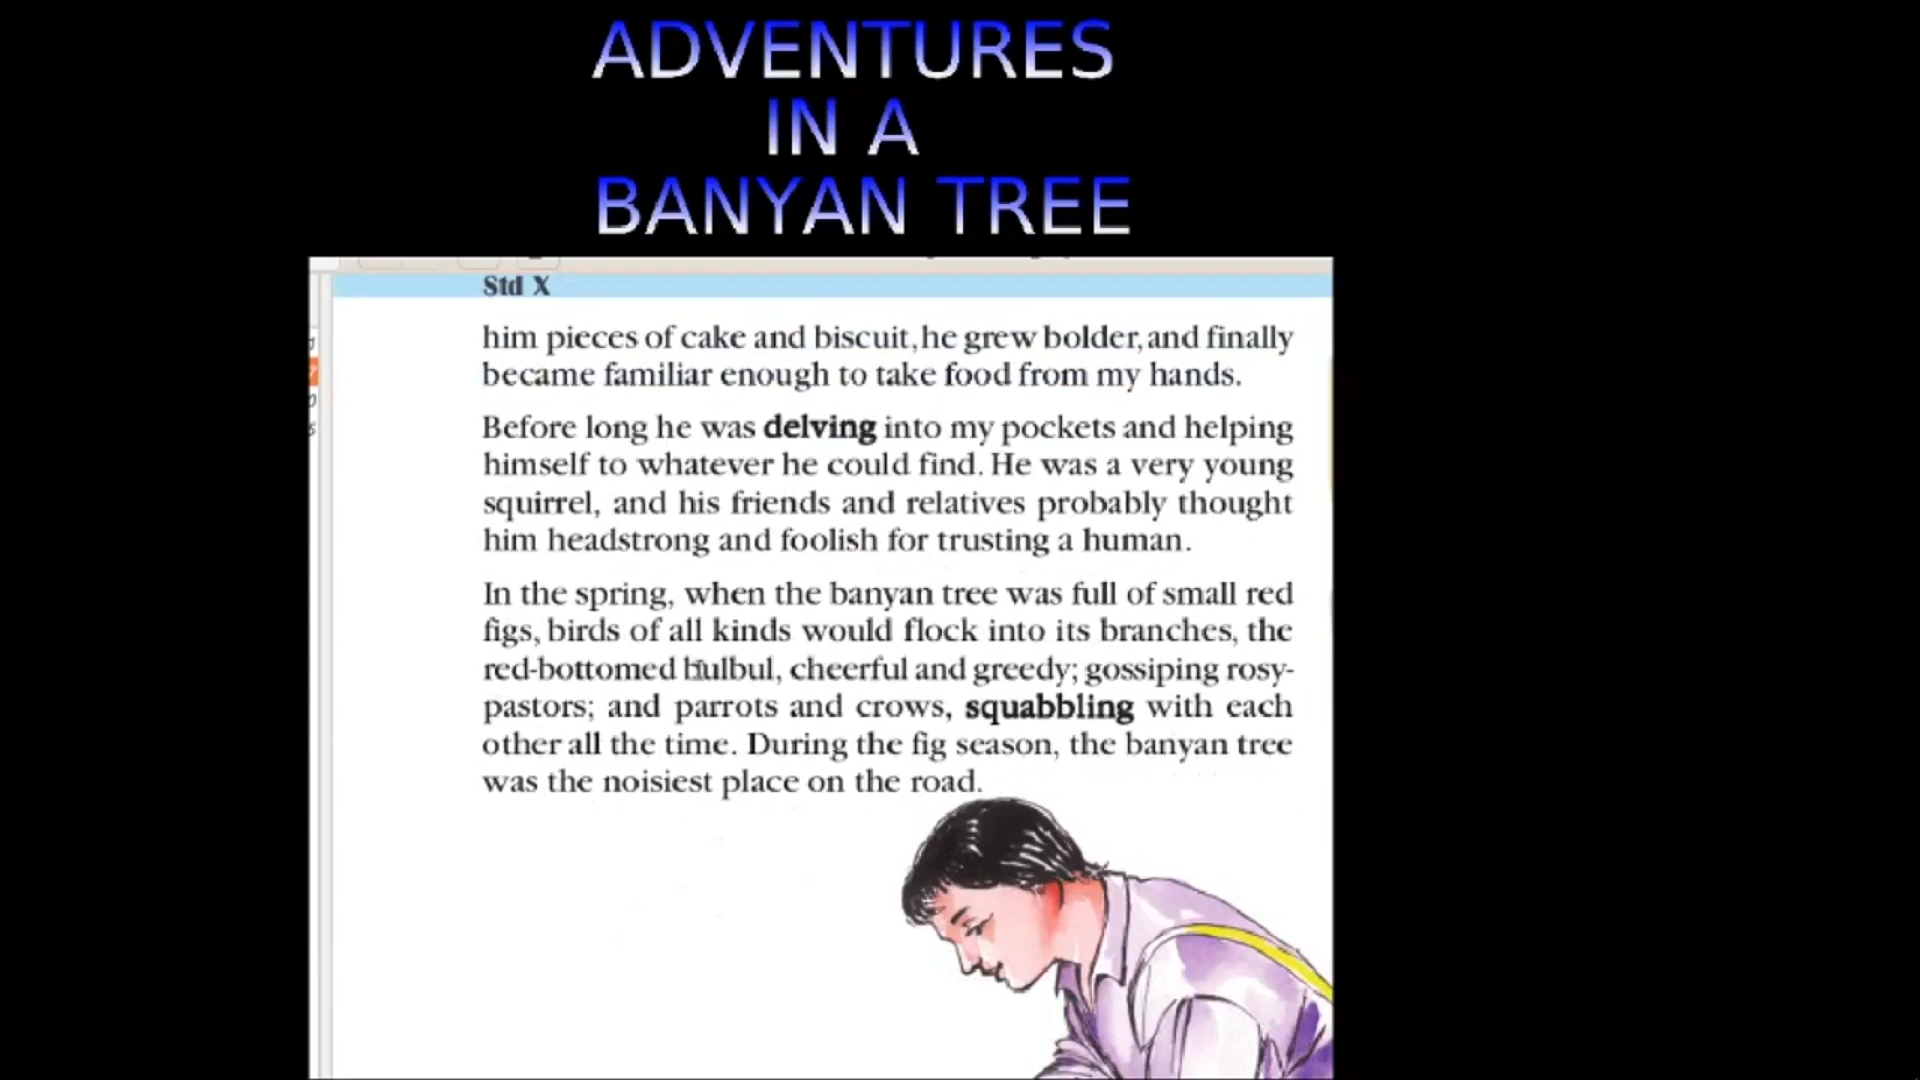 ADVENTURES
IN A
BANYAN TREE
Std X
him pieces of cake and biscuit, he grew bolder, and finally
became familiar enough to take food from my hands.
Before long he was delving into my pockets and helping
himself to whatever he could find. He was a very young
squirrel, and his friends and relatives probably thought
him headstrong and foolish for trusting a human.
In the spring, when the banyan tree was full of small red
figs, birds of all kinds would flock into its branches, the
red-bottomed bulbul, cheerful and greedy; gossiping rosy-
pastors; and parrots and crows, squabbling with each
other all the time. During the fig season, the banyan tree
was the noisiest place on the road.